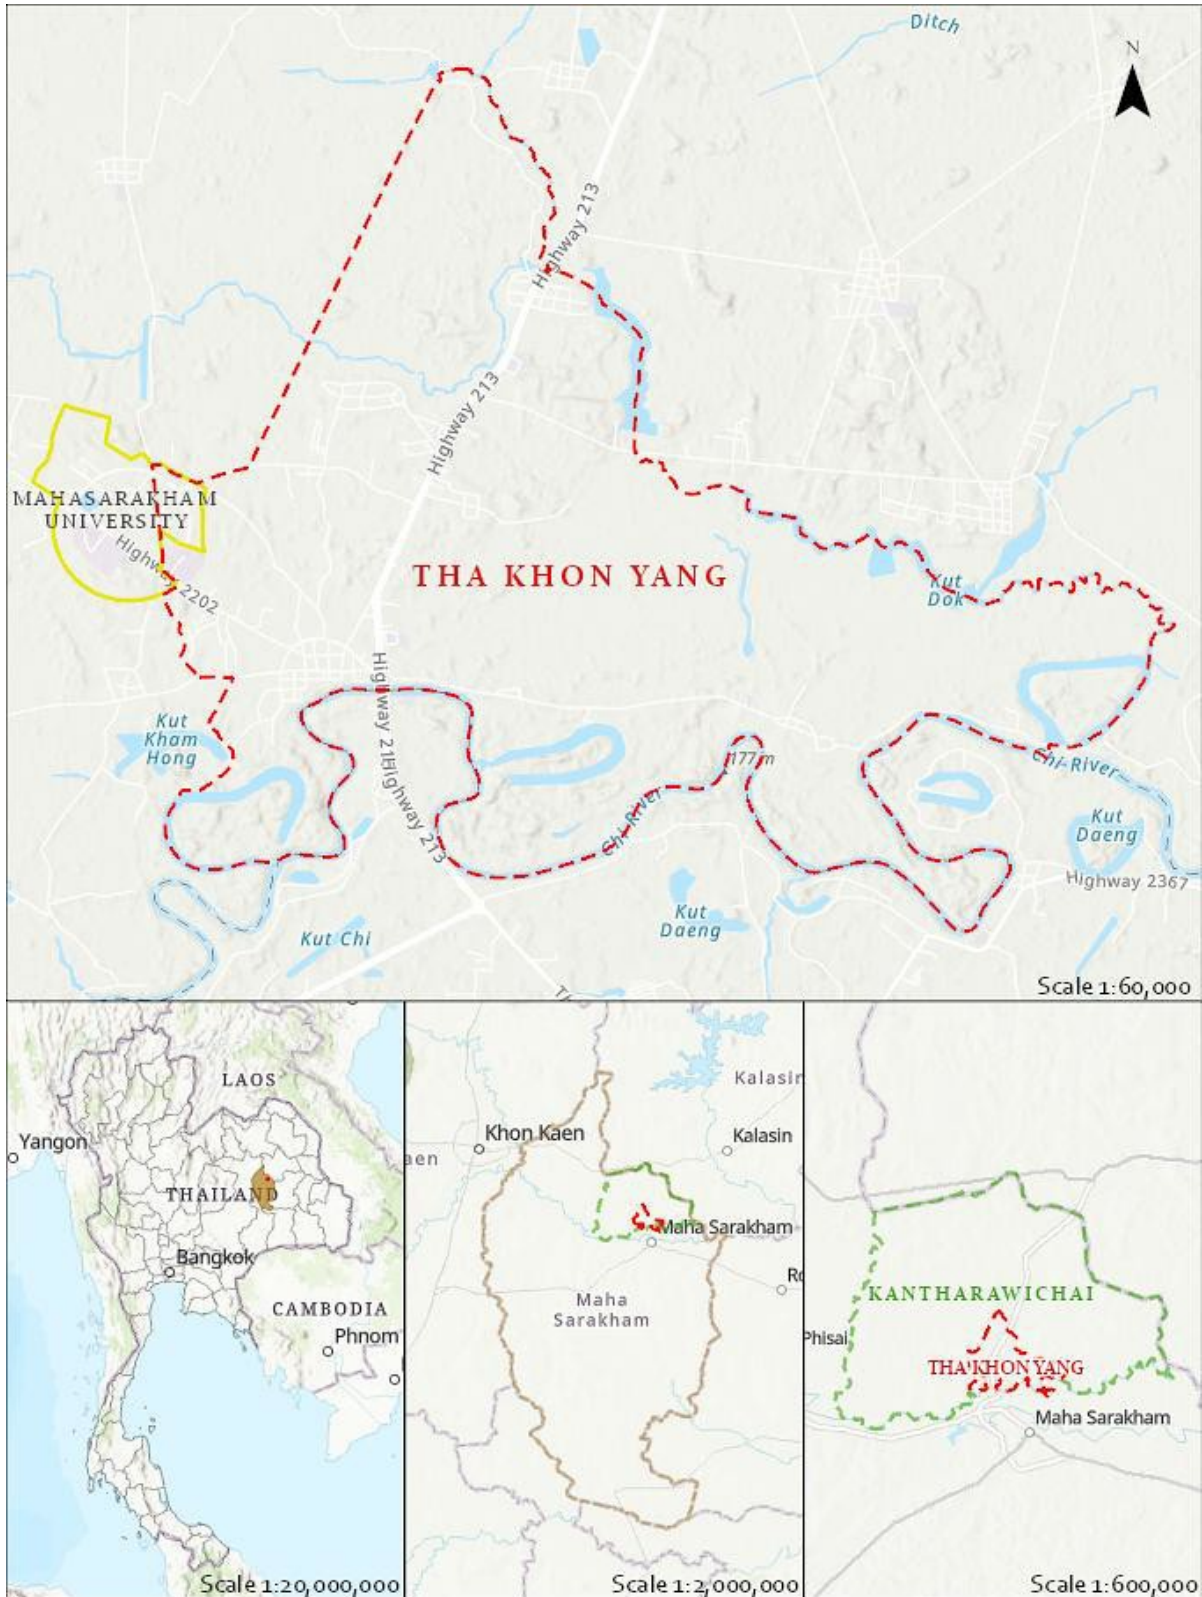 Ditch
N
Highway 213
Highway 213
MAHASARAKHAM
UNIVERSITY
Highway 2202
THA KHON YANG
Kut
Dok
Highway 21
Highway 213
Kut
Kham
Hong
177 m
Chi River
Chi River
Kut
Daeng
Highway 2367
Kut
Daeng
Kut Chi
Scale 1:60,000
LAOS
Yangon
THAILAND
Bangkok
CAMBODIA
Phnom
Scale 1:20,000,000
Kalasin
Khon Kaen
Kalasin
aen
Maha Sarakham
Ro
Maha
Sarakham
Scale 1:2,000,000
KANTHARAWICHAI
Phisai
THA KHON YANG
Maha Sarakham
Scale 1:600,000